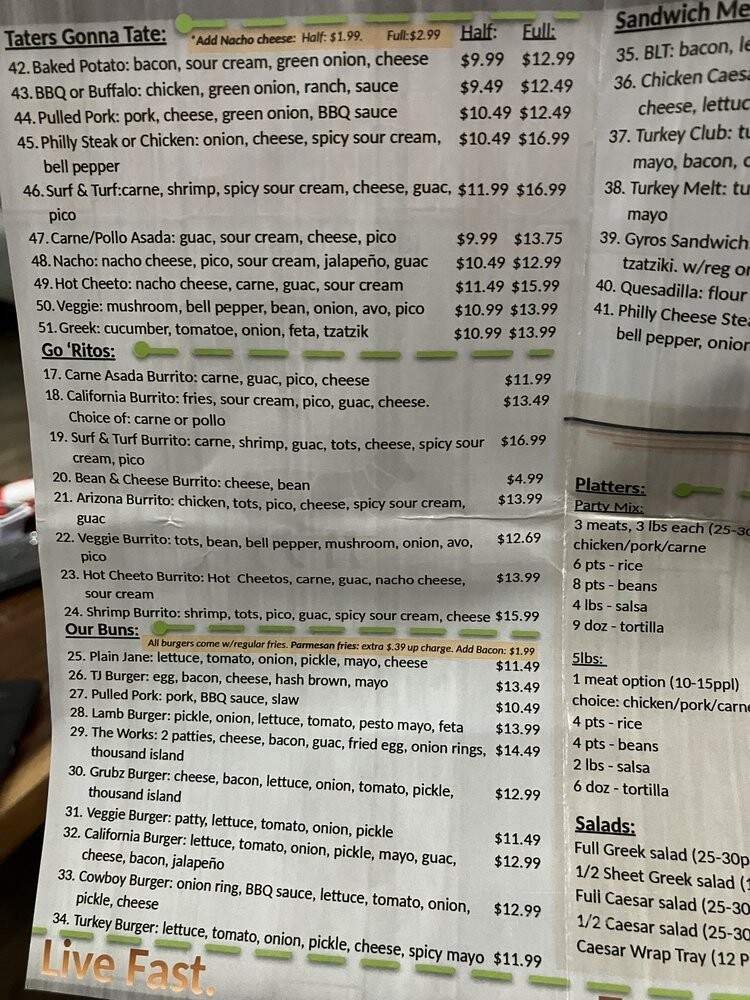 Taters Gonna Tate: *Add Nacho cheese: Half: $1.99. Full:$2.99 Half: Full:
42. Baked Potato: bacon, sour cream, green onion, cheese $9.99 $12.99
43. BBQ or Buffalo: chicken, green onion, ranch, sauce $9.49 $12.49
44. Pulled Pork: pork, cheese, green onion, BBQ sauce $10.49 $12.49
45. Philly Steak or Chicken: onion, cheese, spicy sour cream, $10.49 $16.99
bell pepper
46. Surf & Turf:carne, shrimp, spicy sour cream, cheese, guac, $11.99 $16.99
pico
47. Carne/Pollo Asada: guac, sour cream, cheese, pico $9.99 $13.75
48. Nacho: nacho cheese, pico, sour cream, jalapeño, guac $10.49 $12.99
49. Hot Cheeto: nacho cheese, carne, guac, sour cream $11.49 $15.99
50. Veggie: mushroom, bell pepper, bean, onion, avo, pico $10.99 $13.99
51. Greek: cucumber, tomatoe, onion, feta, tzatzik $10.99 $13.99
Go 'Ritos:
17. Carne Asada Burrito: carne, guac, pico, cheese $11.99
18. California Burrito: fries, sour cream, pico, guac, cheese. $13.49
Choice of: carne or pollo
19. Surf & Turf Burrito: carne, shrimp, guac, tots, cheese, spicy sour $16.99
cream, pico
20. Bean & Cheese Burrito: cheese, bean $4.99
21. Arizona Burrito: chicken, tots, pico, cheese, spicy sour cream, $13.99
guac
22. Veggie Burrito: tots, bean, bell pepper, mushroom, onion, avo, $12.69
pico
23. Hot Cheeto Burrito: Hot Cheetos, carne, guac, nacho cheese, $13.99
sour cream
24. Shrimp Burrito: shrimp, tots, pico, guac, spicy sour cream, cheese $15.99
Our Buns:
All burgers come w/regular fries. Parmesan fries: extra $.39 up charge. Add Bacon: $1.99
25. Plain Jane: lettuce, tomato, onion, pickle, mayo, cheese $11.49
26. TJ Burger: egg, bacon, cheese, hash brown, mayo $13.49
27. Pulled Pork: pork, BBQ sauce, slaw $10.49
28. Lamb Burger: pickle, onion, lettuce, tomato, pesto mayo, feta $13.99
29. The Works: 2 patties, cheese, bacon, guac, fried egg, onion rings, $14.49
thousand island
30. Grubz Burger: cheese, bacon, lettuce, onion, tomato, pickle, $12.99
thousand island
31. Veggie Burger: patty, lettuce, tomato, onion, pickle $11.49
32. California Burger: lettuce, tomato, onion, pickle, mayo, guac, $12.99
cheese, bacon, jalapeño
33. Cowboy Burger: onion ring, BBQ sauce, lettuce, tomato, onion, $12.99
pickle, cheese
34. Turkey Burger: lettuce, tomato, onion, pickle, cheese, spicy mayo $11.99
Live Fast.
Sandwich Me
35. BLT: bacon, le
36. Chicken Caesa
cheese, lettuc
37. Turkey Club: tu
mayo, bacon, c
38. Turkey Melt: tu
mayo
39. Gyros Sandwich
tzatziki. w/reg or
40. Quesadilla: flour
41. Philly Cheese Stea
bell pepper, onion
Platters:
Party Mix:
3 meats, 3 lbs each (25-30
chicken/pork/carne
6 pts - rice
8 pts - beans
4 lbs - salsa
9 doz - tortilla
5lbs:
1 meat option (10-15ppl)
choice: chicken/pork/carne
4 pts - rice
4 pts - beans
2 lbs - salsa
6 doz - tortilla
Salads:
Full Greek salad (25-30p
1/2 Sheet Greek salad (1
Full Caesar salad (25-30
1/2 Caesar salad (25-30
Caesar Wrap Tray (12 P